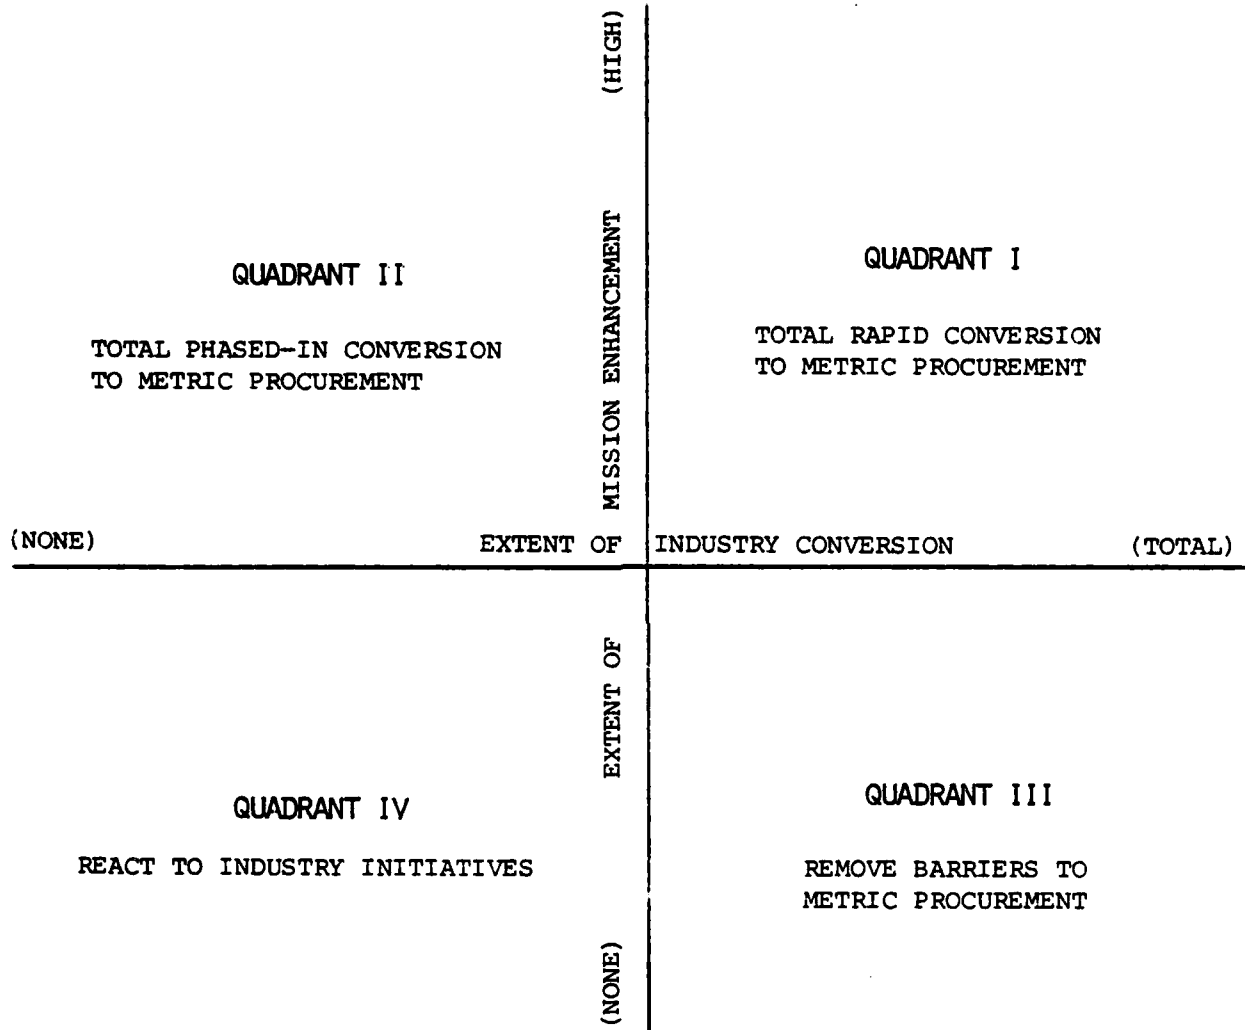 (HIGH)
MISSION ENHANCEMENT
QUADRANT II
TOTAL PHASED-IN CONVERSION
TO METRIC PROCUREMENT
QUADRANT I
TOTAL RAPID CONVERSION
TO METRIC PROCUREMENT
(NONE)
EXTENT OF INDUSTRY CONVERSION
(TOTAL)
EXTENT OF
QUADRANT IV
REACT TO INDUSTRY INITIATIVES
QUADRANT III
REMOVE BARRIERS TO
METRIC PROCUREMENT
(NONE)